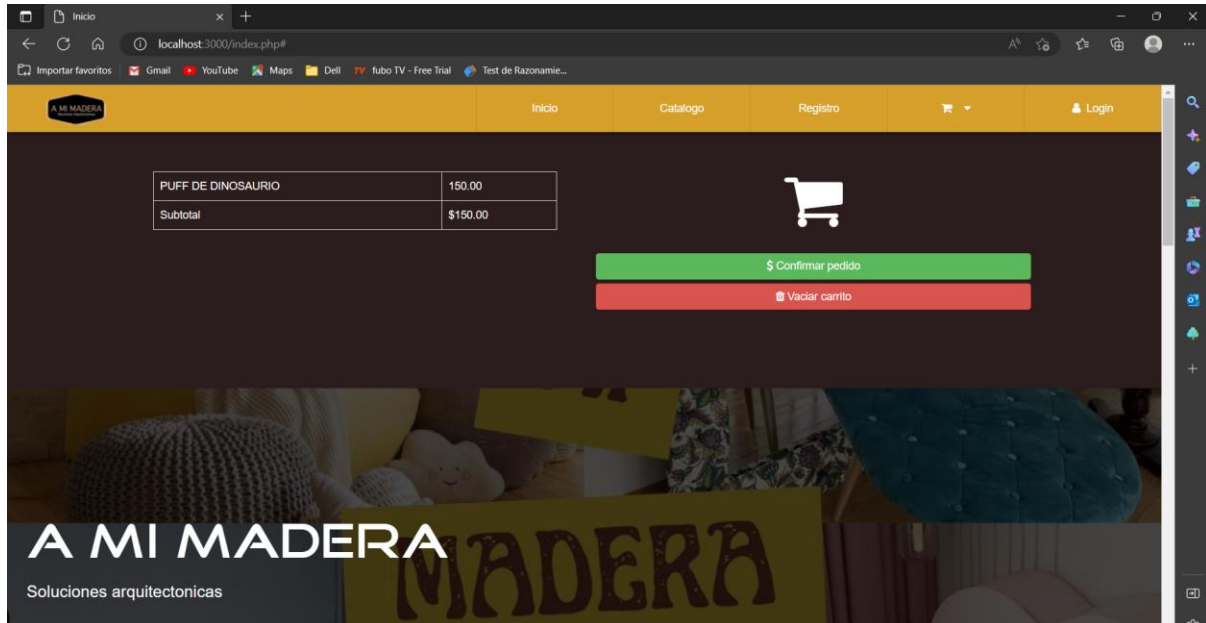 Inicio
localhost:3000/index.php#
Importar favoritos
Gmail
YouTube
Maps
Dell
fubo TV - Free Trial
Test de Razonamie...
A MI MADERA
Inicio
Catalogo
Registro
Login
PUFF DE DINOSAURIO 150.00
Subtotal $150.00
$ Confirmar pedido
Vaciar carrito
A MI MADERA
MADERA
Soluciones arquitectonicas